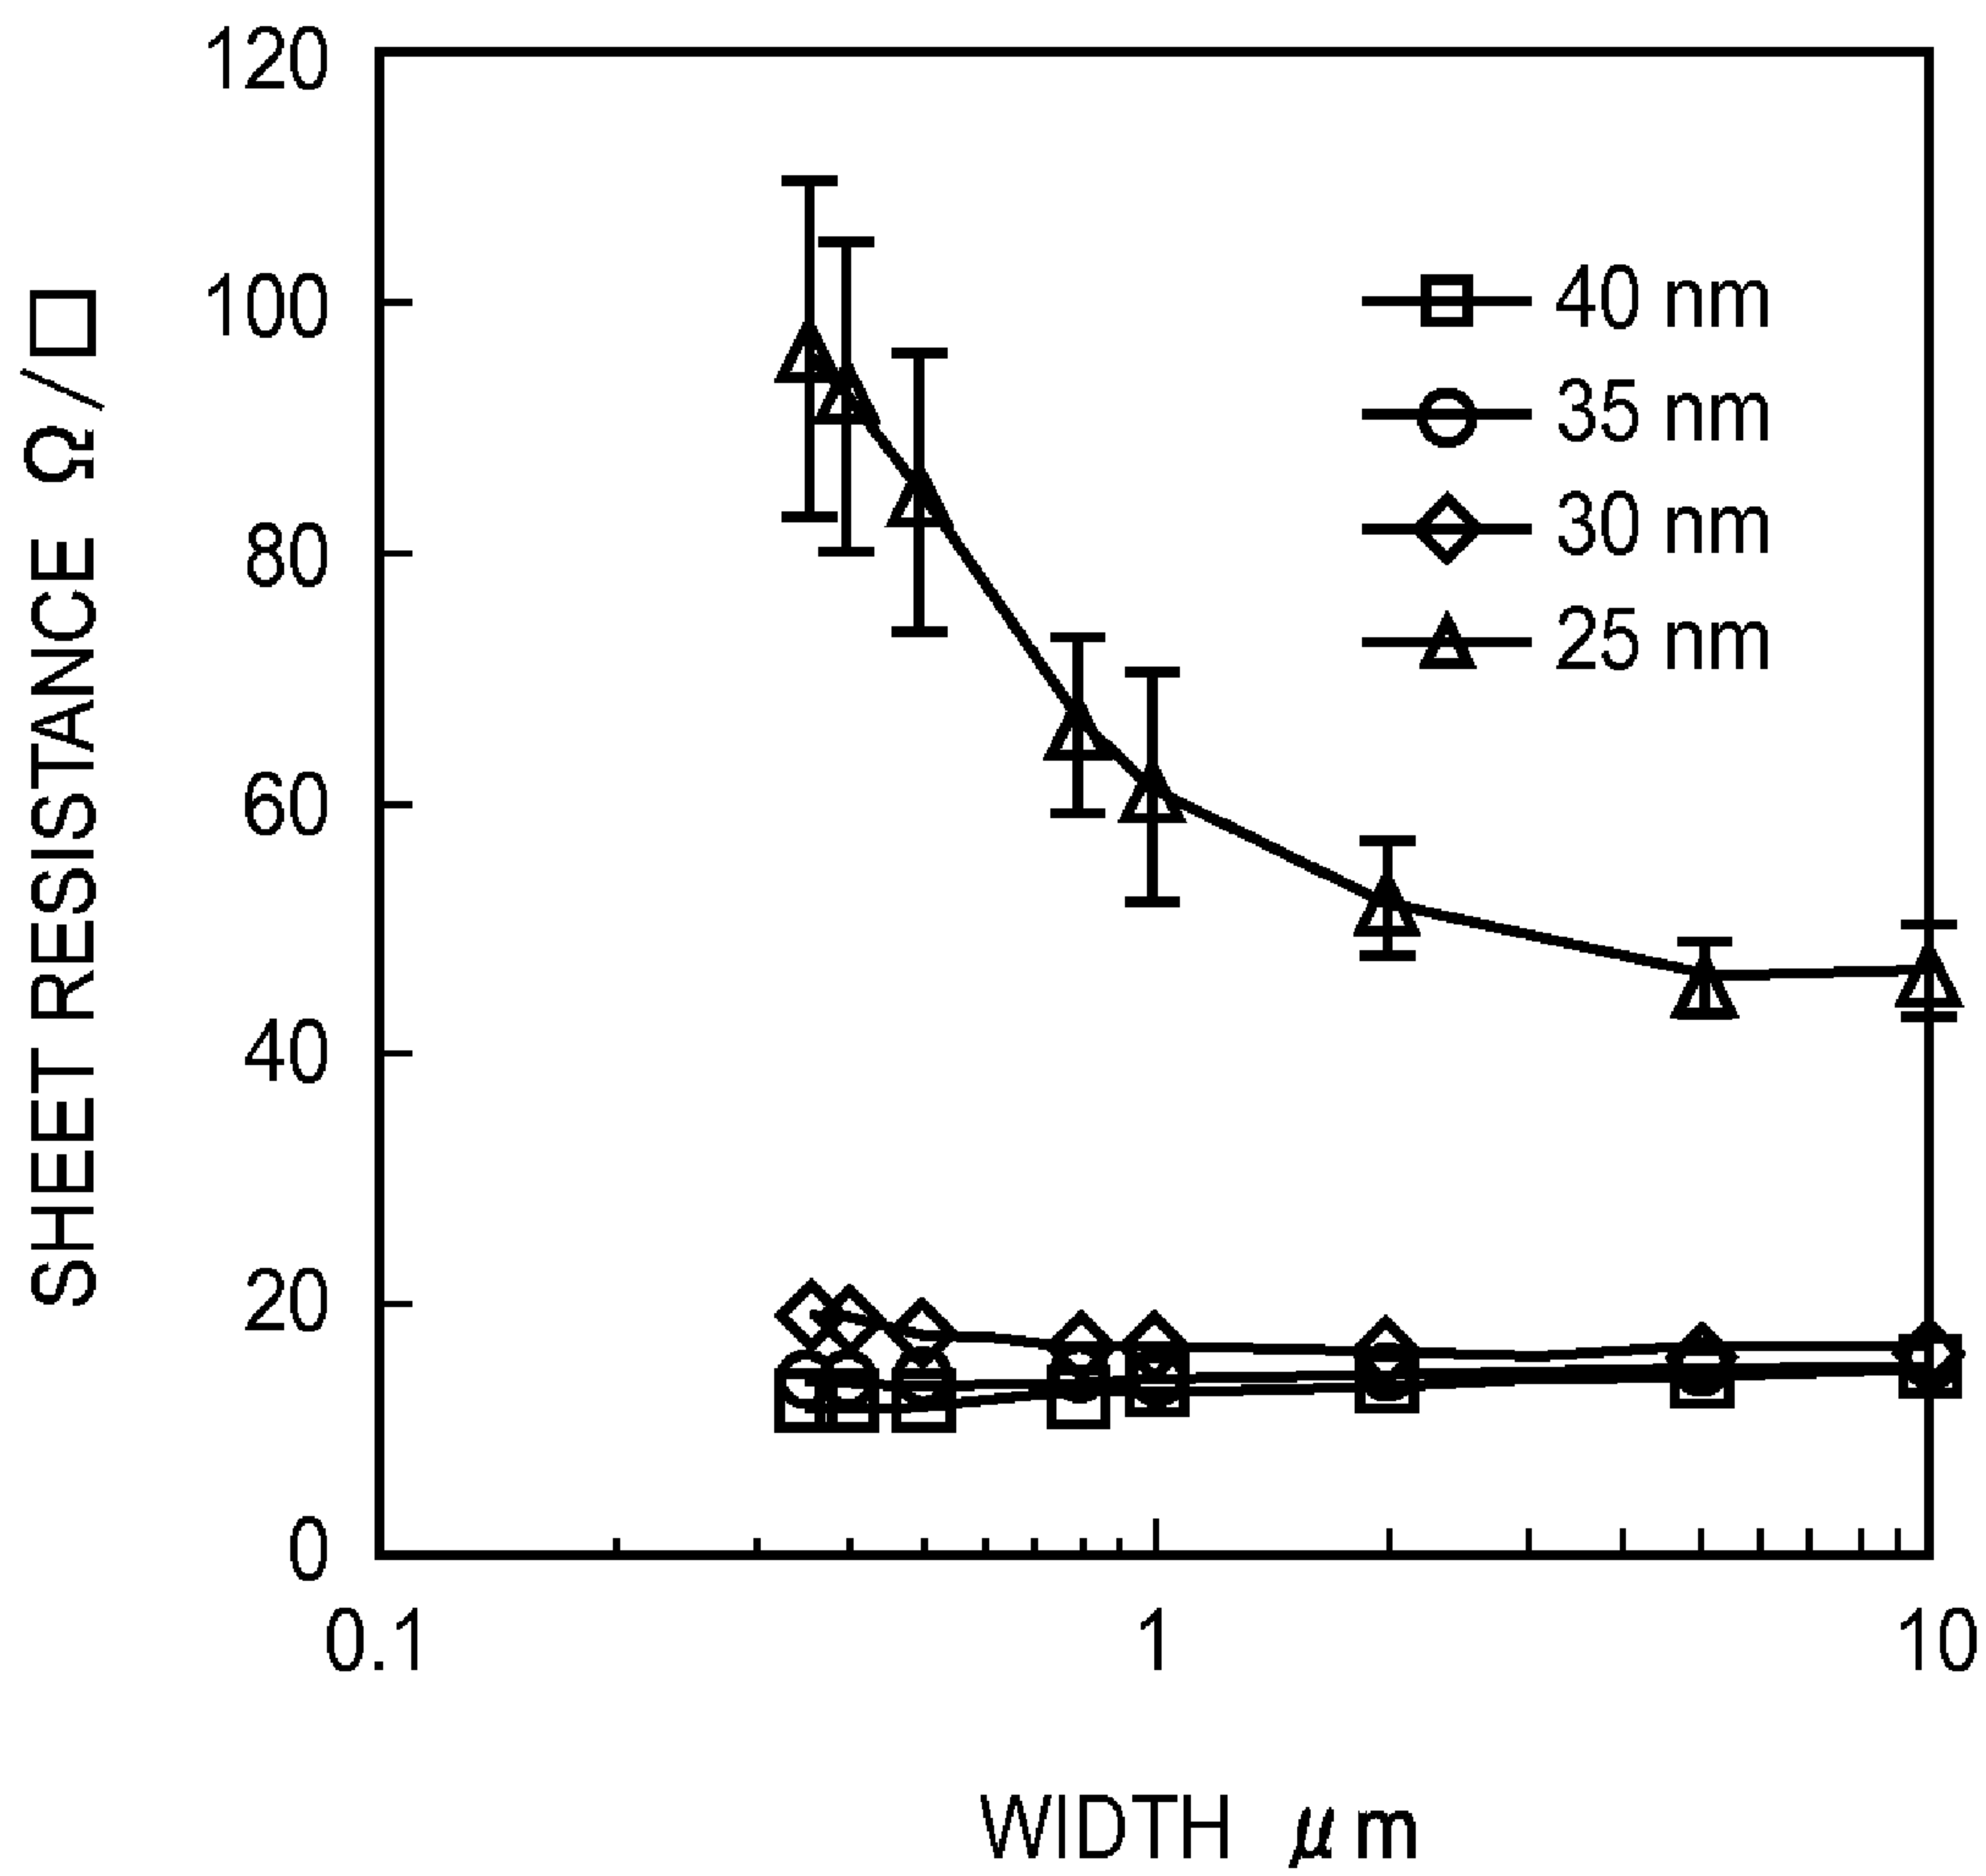 120
100
80
60
40
20
0
SHEET RESISTANCE Ω/□
40 nm
35 nm
30 nm
25 nm
0.1 1 10
WIDTH μm